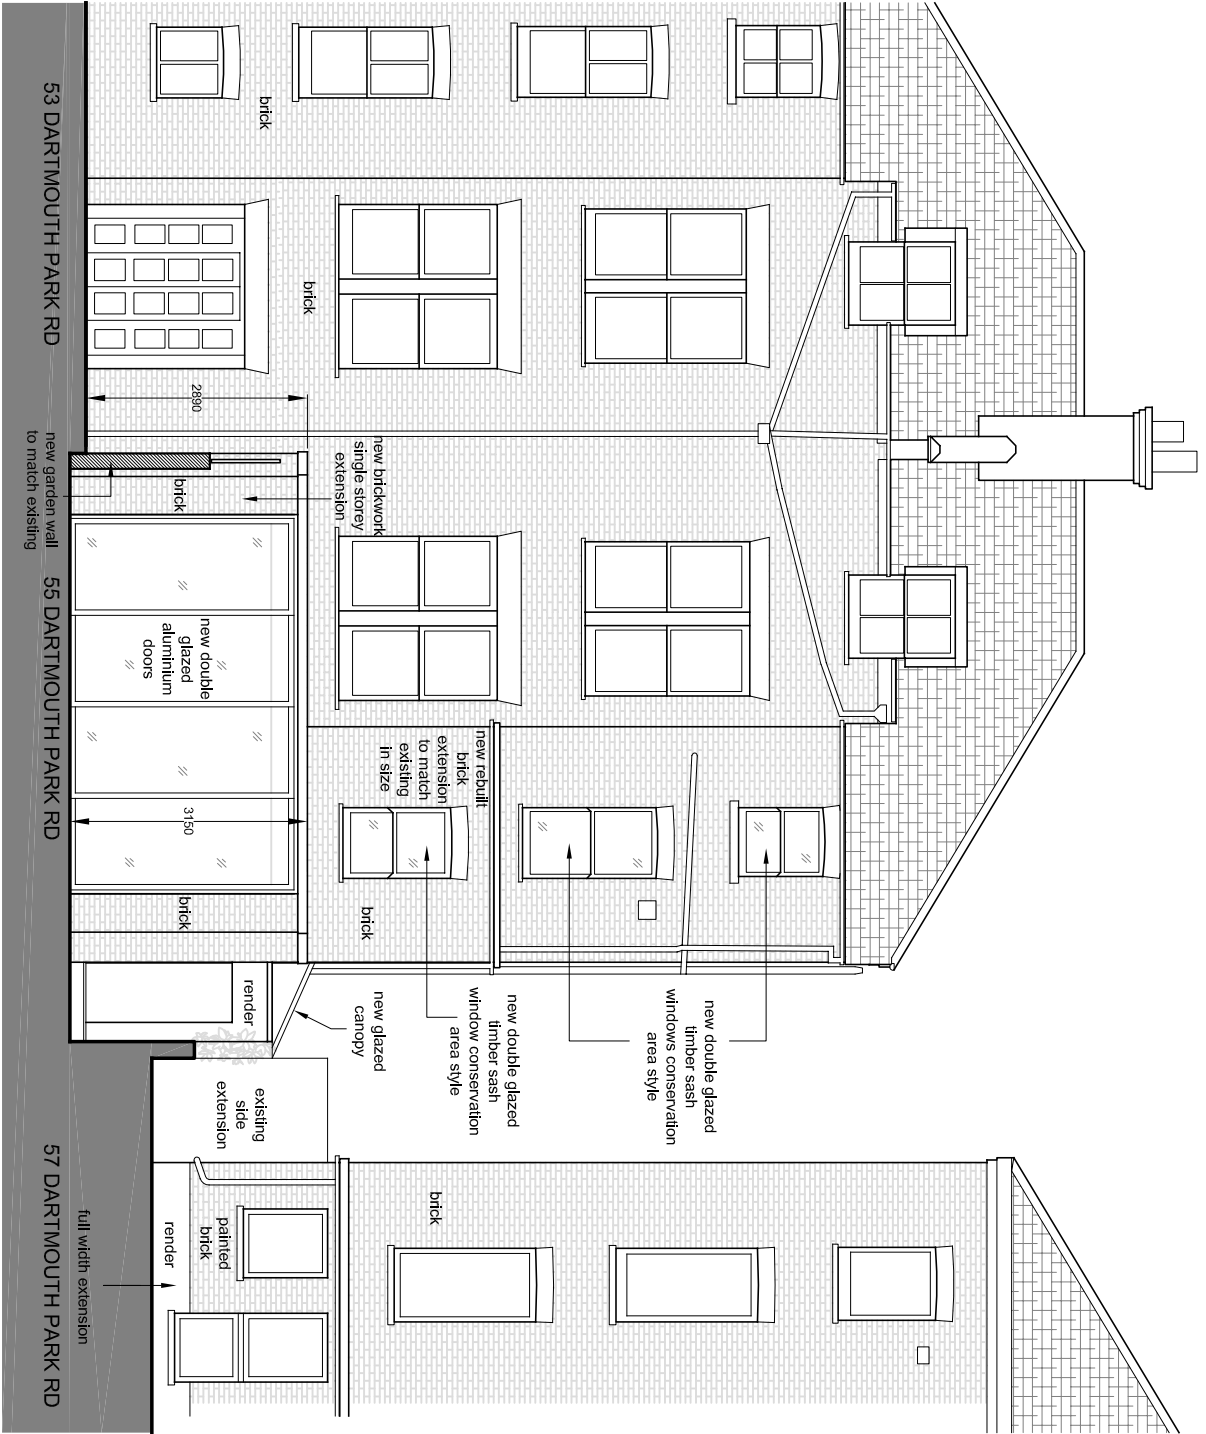 brick
brick
2890
new brickwork
single storey
extension
brick
new double
glazed
aluminium
doors
3150
brick
new rebuilt
brick
extension
to match
existing
in size
brick
new double glazed
timber sash
windows conservation
area style
new double glazed
timber sash
window conservation
area style
new glazed
canopy
render
existing
side
extension
brick
painted
brick
render
full width extension
new garden wall
to match existing
53 DARTMOUTH PARK RD
55 DARTMOUTH PARK RD
57 DARTMOUTH PARK RD